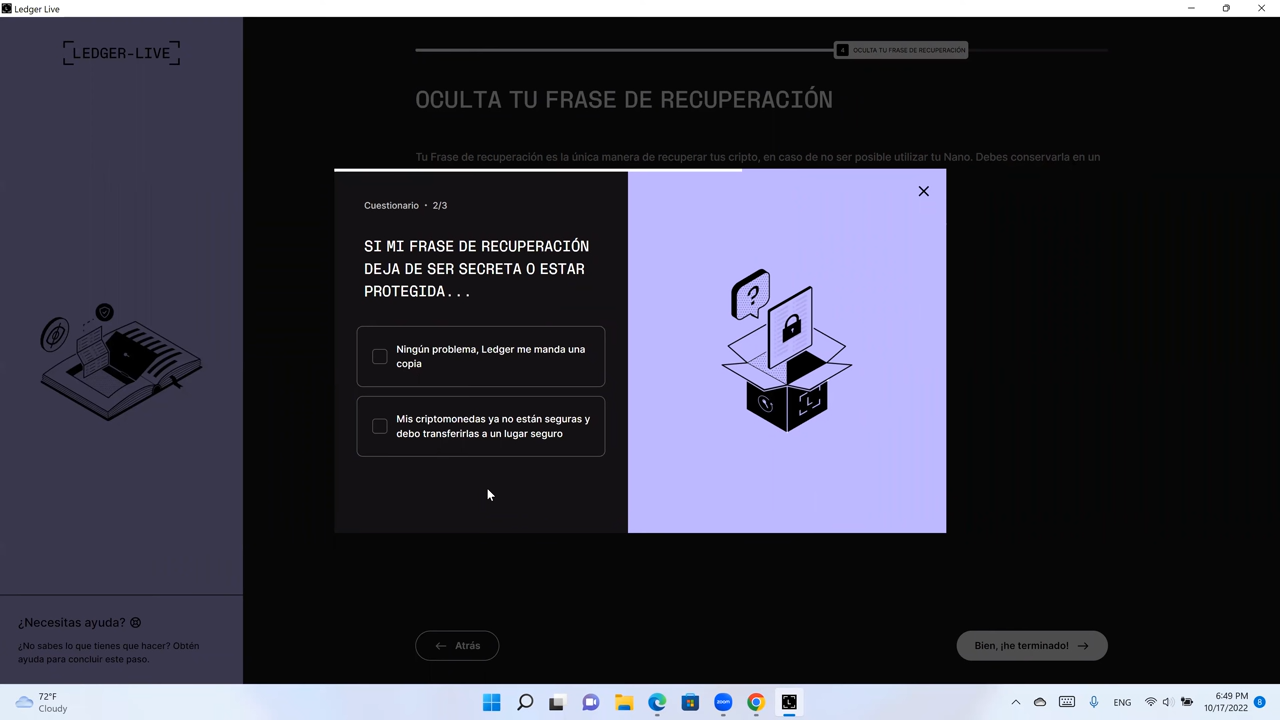 Ledger Live
LEDGER-LIVE
4 OCULTA TU FRASE DE RECUPERACIÓN
OCULTA TU FRASE DE RECUPERACIÓN
Tu Frase de recuperación es la única manera de recuperar tus cripto, en caso de no ser posible utilizar tu Nano. Debes conservarla en un
Cuestionario • 2/3
SI MI FRASE DE RECUPERACIÓN
DEJA DE SER SECRETA O ESTAR
PROTEGIDA...
Ningún problema, Ledger me manda una
copia
Mis criptomonedas ya no están seguras y
debo transferirlas a un lugar seguro
¿Necesitas ayuda?
¿No sabes lo que tienes que hacer? Obtén
ayuda para concluir este paso.
Atrás
Bien, ¡he terminado!
72°F
Cloudy
zoom
ENG
6:49 PM
10/17/2022
8